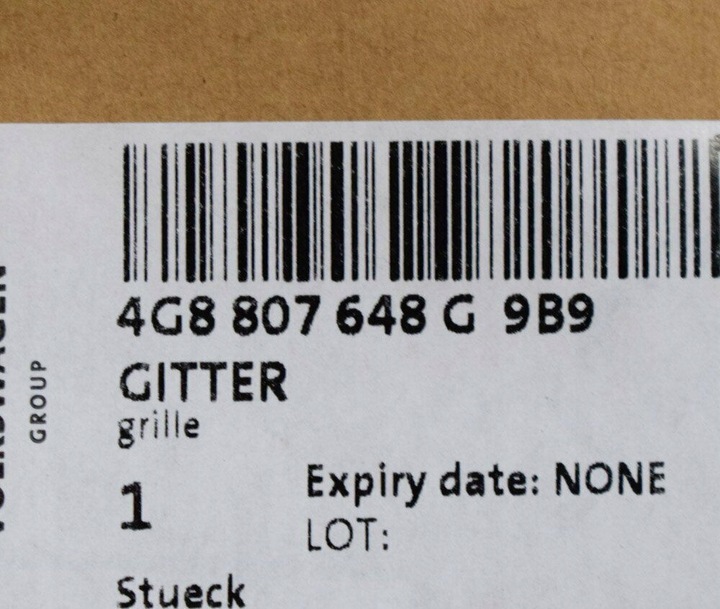 4G8 807 648 G 9B9
GITTER
grille
1
Expiry date: NONE
LOT:
Stueck
GROUP